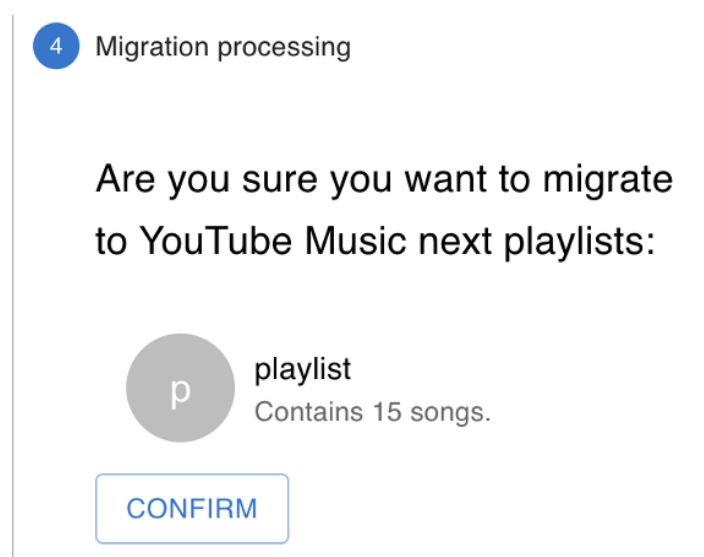 4 Migration processing
Are you sure you want to migrate
to YouTube Music next playlists:
p
playlist
Contains 15 songs.
CONFIRM